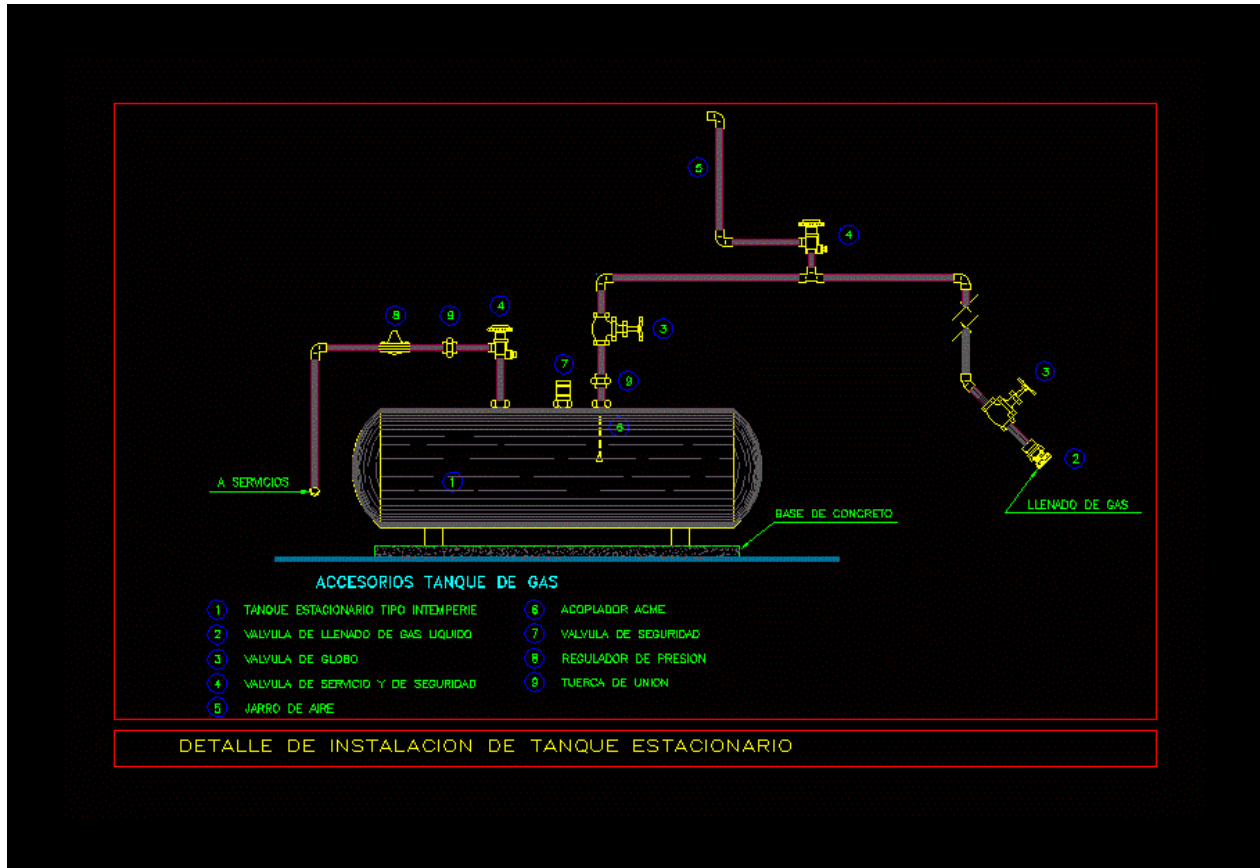 5
4
8
9
4
3
7
9
3
6
1
2
A SERVICIOS
LLENADO DE GAS
BASE DE CONCRETO
ACCESORIOS TANQUE DE GAS
1 TANQUE ESTACIONARIO TIPO INTEMPERIE
2 VALVULA DE LLENADO DE GAS LIQUIDO
3 VALVULA DE GLOBO
4 VALVULA DE SERVICIO Y DE SEGURIDAD
5 JARRO DE AIRE
6 ACOPLADOR ACME
7 VALVULA DE SEGURIDAD
8 REGULADOR DE PRESION
9 TUERCA DE UNION
DETALLE DE INSTALACION DE TANQUE ESTACIONARIO